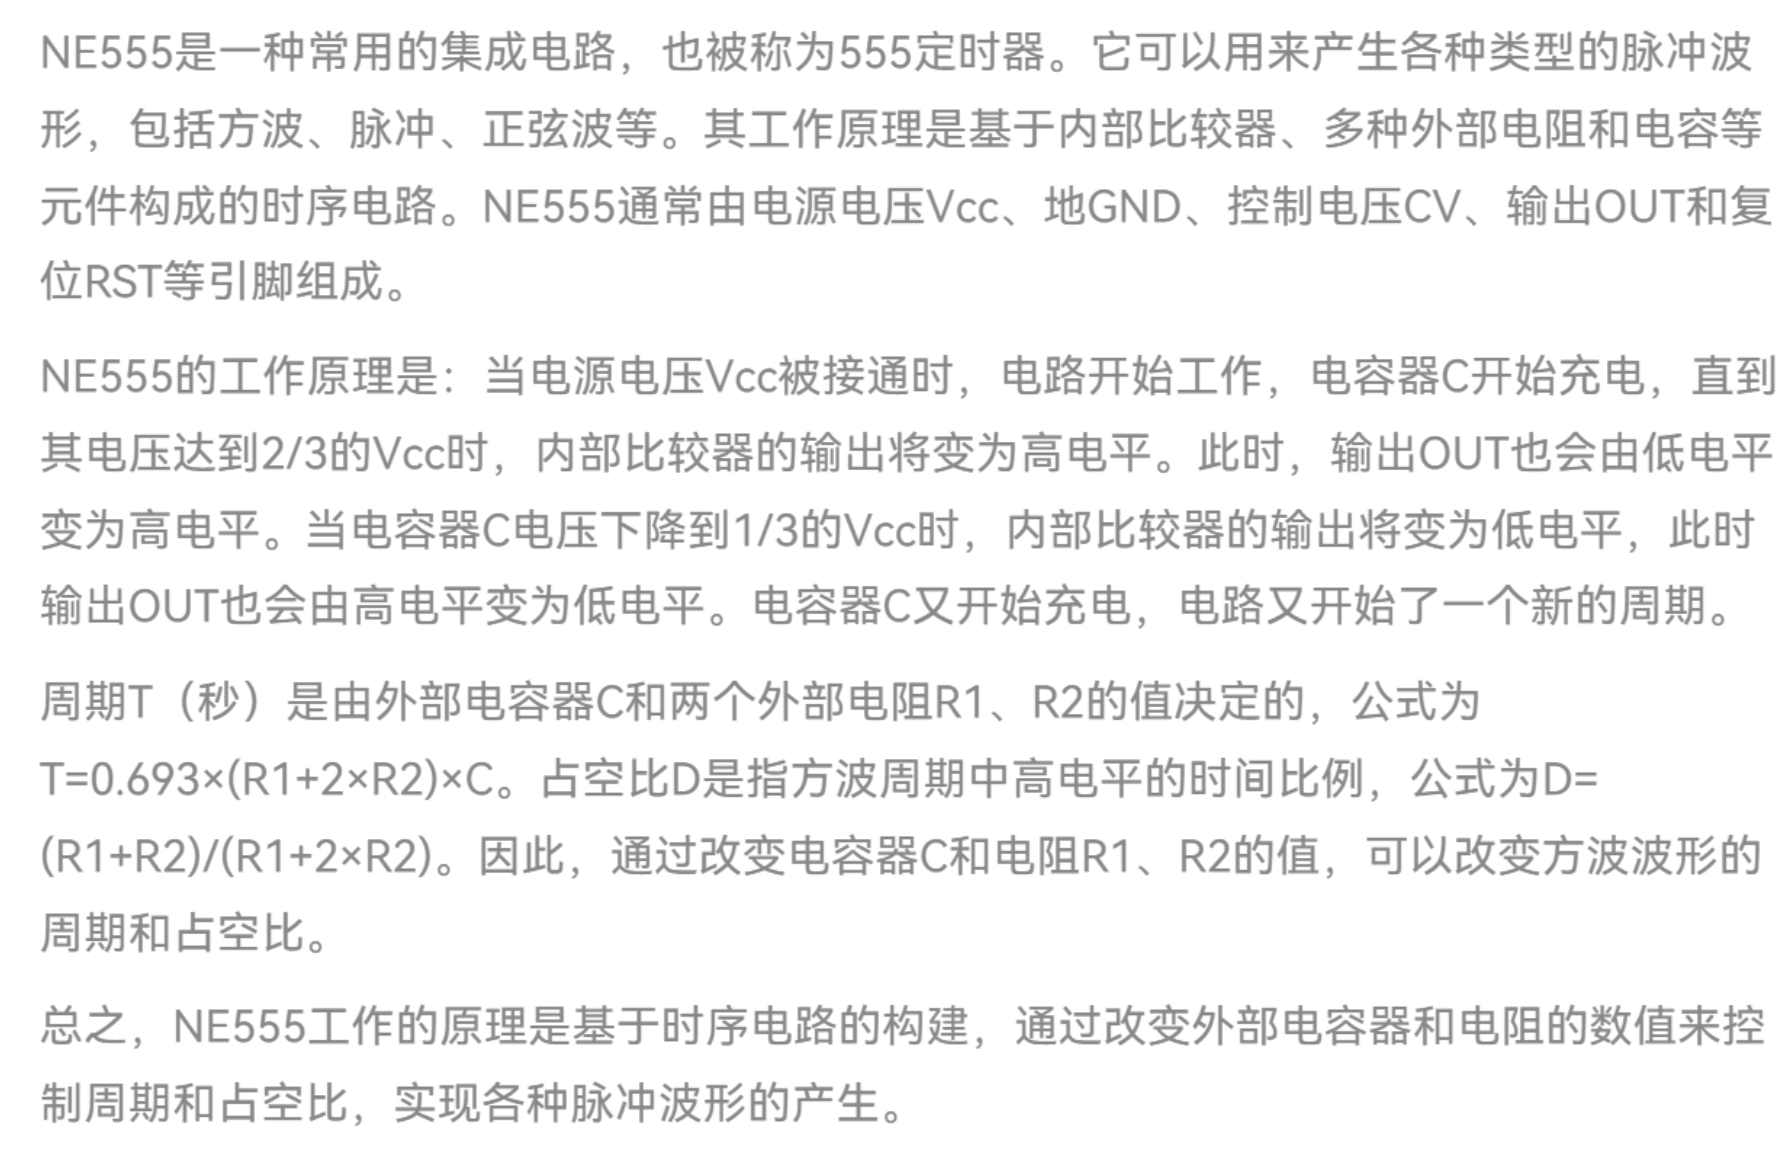 NE555是一种常用的集成电路，也被称为555定时器。它可以用来产生各种类型的脉冲波
形，包括方波、脉冲、正弦波等。其工作原理是基于内部比较器、多种外部电阻和电容等
元件构成的时序电路。NE555通常由电源电压Vcc、地GND、控制电压CV、输出OUT和复
位RST等引脚组成。
NE555的工作原理是：当电源电压Vcc被接通时，电路开始工作，电容器C开始充电，直到
其电压达到2/3的Vcc时，内部比较器的输出将变为高电平。此时，输出OUT也会由低电平
变为高电平。当电容器C电压下降到1/3的Vcc时，内部比较器的输出将变为低电平，此时
输出OUT也会由高电平变为低电平。电容器C又开始充电，电路又开始了一个新的周期。
周期T（秒）是由外部电容器C和两个外部电阻R1、R2的值决定的，公式为
T=0.693×(R1+2×R2)×C。占空比D是指方波周期中高电平的时间比例，公式为D=
(R1+R2)/(R1+2×R2)。因此，通过改变电容器C和电阻R1、R2的值，可以改变方波波形的
周期和占空比。
总之，NE555工作的原理是基于时序电路的构建，通过改变外部电容器和电阻的数值来控
制周期和占空比，实现各种脉冲波形的产生。